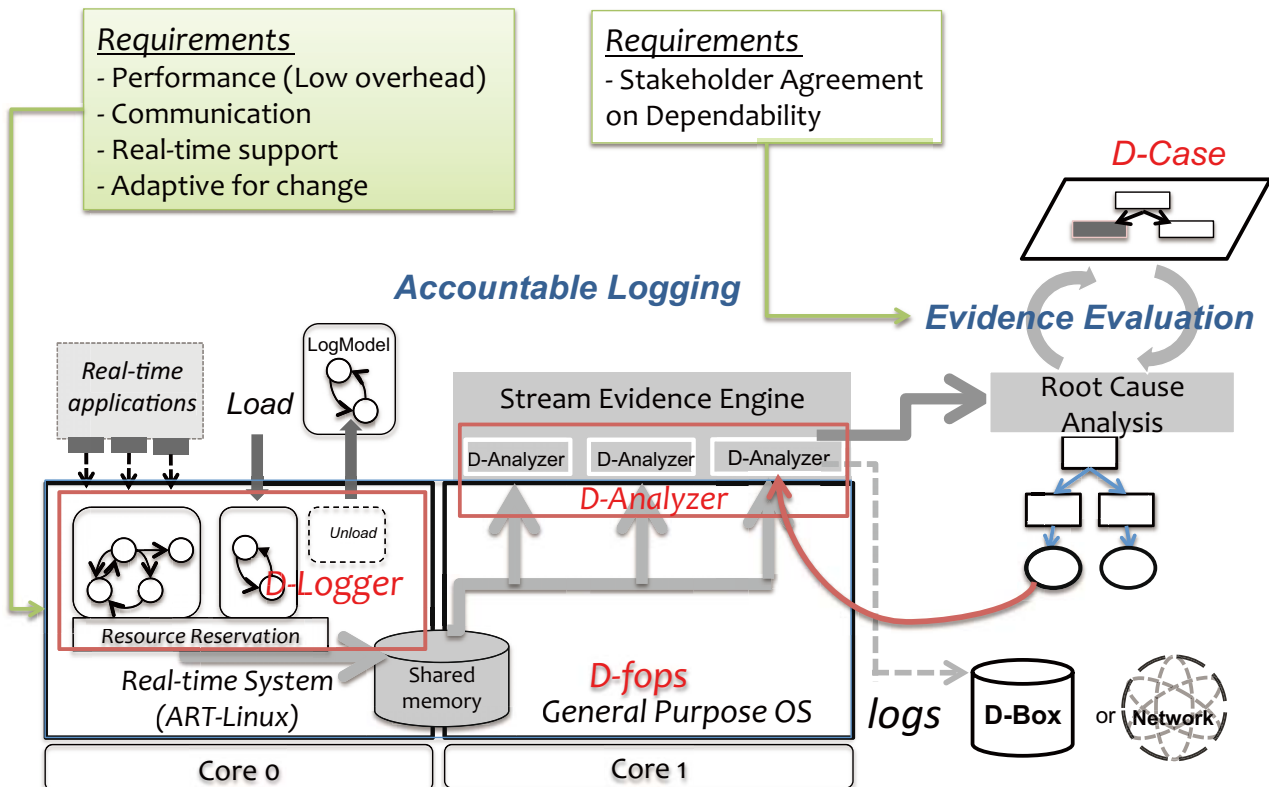 Requirements
- Performance (Low overhead)
- Communication
- Real-time support
- Adaptive for change
Requirements
- Stakeholder Agreement
on Dependability
D-Case
Accountable Logging
Evidence Evaluation
LogModel
Real-time
applications
Load
Stream Evidence Engine
Root Cause
Analysis
D-Analyzer
D-Analyzer
D-Analyzer
D-Analyzer
Unload
D-Logger
Resource Reservation
Real-time System
(ART-Linux)
Shared
memory
D-fops
General Purpose OS
logs
D-Box
or
Network
Core 0
Core 1